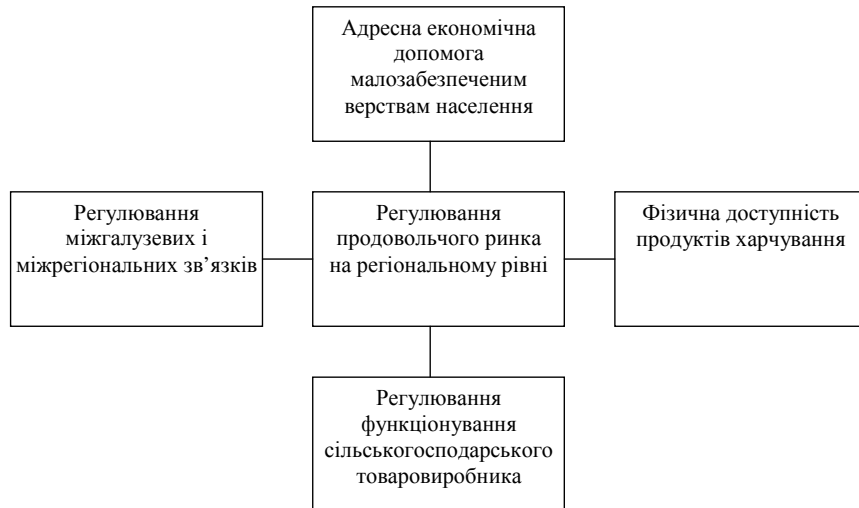 Адресна економічна
допомога
малозабезпеченим
верствам населення
Регулювання
міжгалузевих і
міжрегіональних зв’язків
Регулювання
продовольчого ринка
на регіональному рівні
Фізична доступність
продуктів харчування
Регулювання
функціонування
сільськогосподарського
товаровиробника